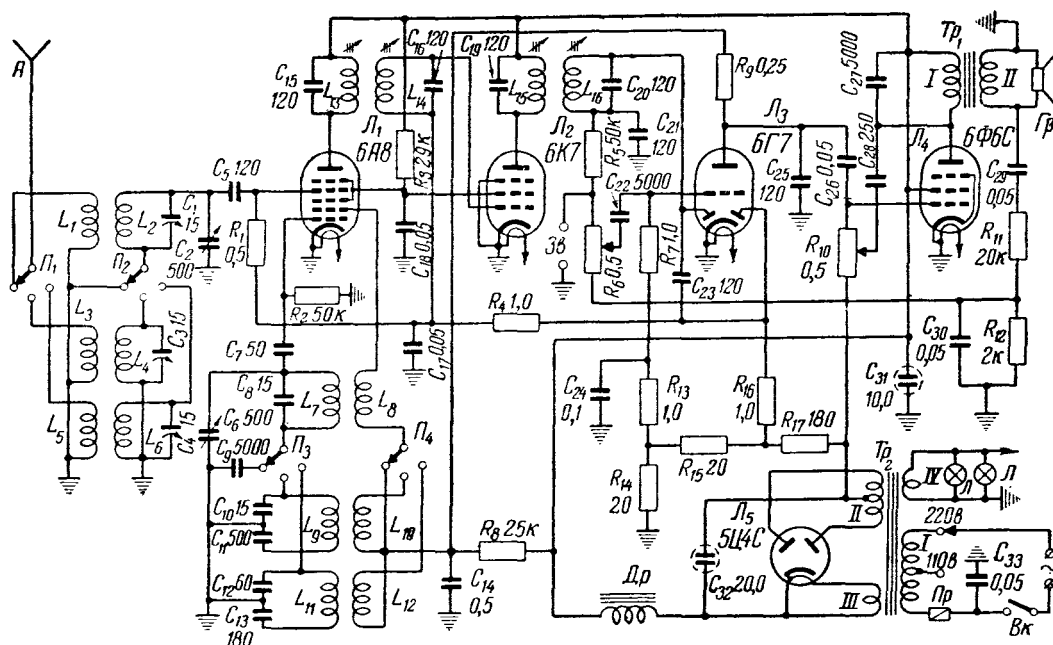 A
C₁₅ 120
L₁₃
C₁₆ 120
L₁₄
Л₁ 6А8
R₃ 29к
C₁₉ 120
L₁₅
L₁₆
C₂₀ 120
Л₂ 6К7
R₅ 50к
C₂₁ 120
C₂₂ 5000
R₉ 0,25
Л₃ 6Г7
C₂₅ 120
C₂₆ 0,05
C₂₇ 5000
C₂₈ 250
Тр₁
I
II
Гр
Л₄ 6Ф6С
C₂₉ 0,05
R₁₁ 20к
R₁₂ 2к
C₅ 120
L₁
L₂
C₁ 15
C₂ 500
R₁ 0,5
П₁
П₂
L₃
L₄
C₃ 15
L₅
L₆
C₄ 15
R₂ 50к
C₁₈ 0,05
Зв
R₆ 0,5
R₇ 1,0
C₂₃ 120
R₁₀ 0,5
R₄ 1,0
C₁₇ 0,05
C₃₀ 0,05
C₃₁ 10,0
C₇ 50
C₈ 15
C₆ 500
C₉ 5000
L₇
L₈
П₃
П₄
C₁₀ 15
C₁₁ 500
L₉
L₁₀
C₁₂ 60
C₁₃ 180
L₁₁
L₁₂
R₈ 25к
C₁₄ 0,5
C₂₄ 0,1
R₁₃ 1,0
R₁₆ 1,0
R₁₇ 180
R₁₅ 20
R₁₄ 20
Др
C₃₂ 20,0
Л₅ 5Ц4С
Тр₂
II
III
IV
Л
Л
220в
I
110в
C₃₃ 0,05
Пр
Вк